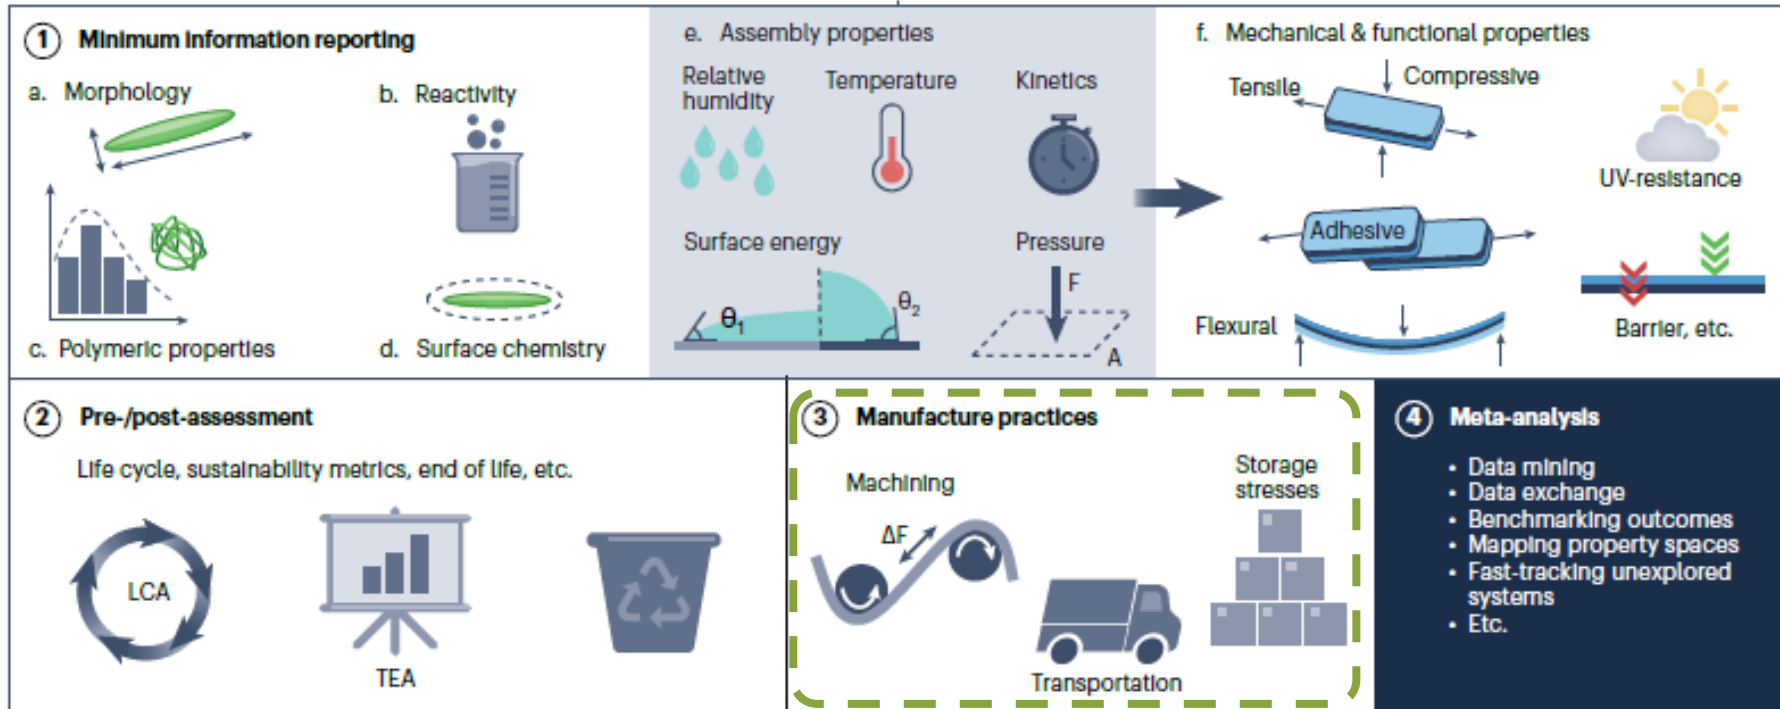 1 Minimum information reporting
a. Morphology
b. Reactivity
c. Polymeric properties
d. Surface chemistry
e. Assembly properties
Relative
humidity
Temperature
Kinetics
Surface energy
θ1
θ2
Pressure
F
A
f. Mechanical & functional properties
Tensile
Compressive
UV-resistance
Adhesive
Flexural
Barrier, etc.
2 Pre-/post-assessment
Life cycle, sustainability metrics, end of life, etc.
LCA
TEA
3 Manufacture practices
Machining
ΔF
Transportation
Storage
stresses
4 Meta-analysis
• Data mining
• Data exchange
• Benchmarking outcomes
• Mapping property spaces
• Fast-tracking unexplored
systems
• Etc.